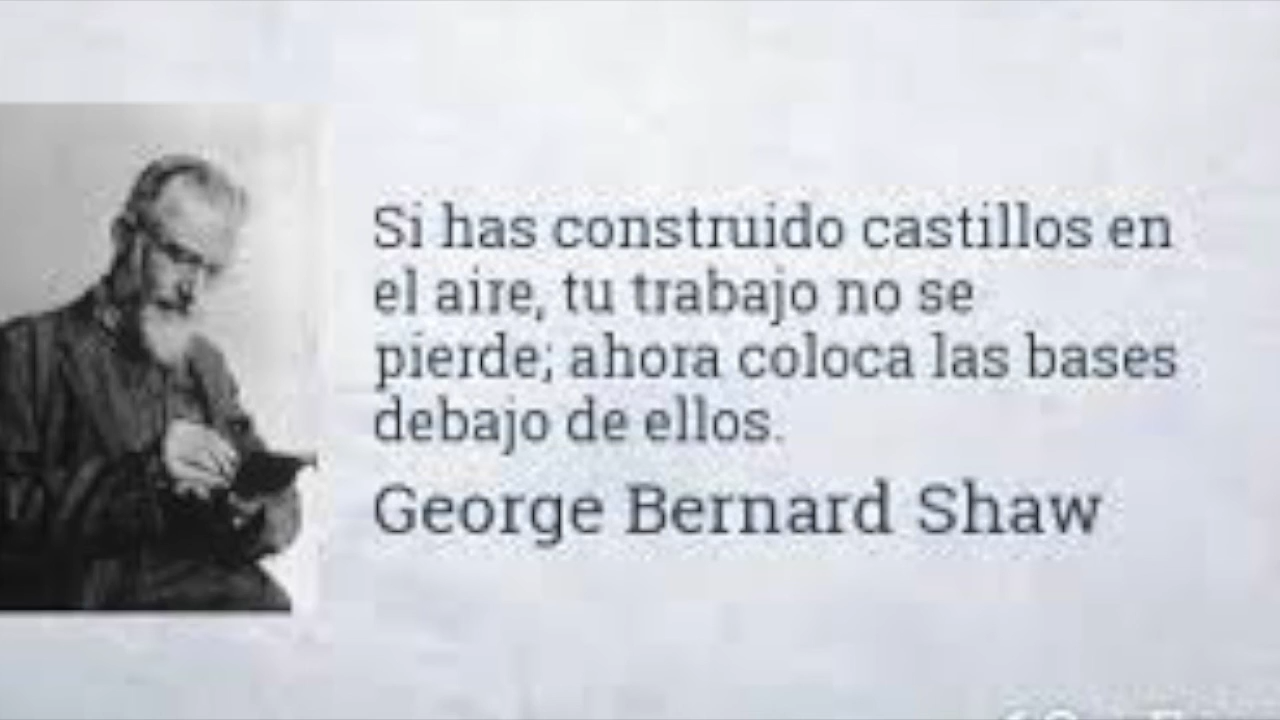 Si has construido castillos en
el aire, tu trabajo no se
pierde; ahora coloca las bases
debajo de ellos.
George Bernard Shaw